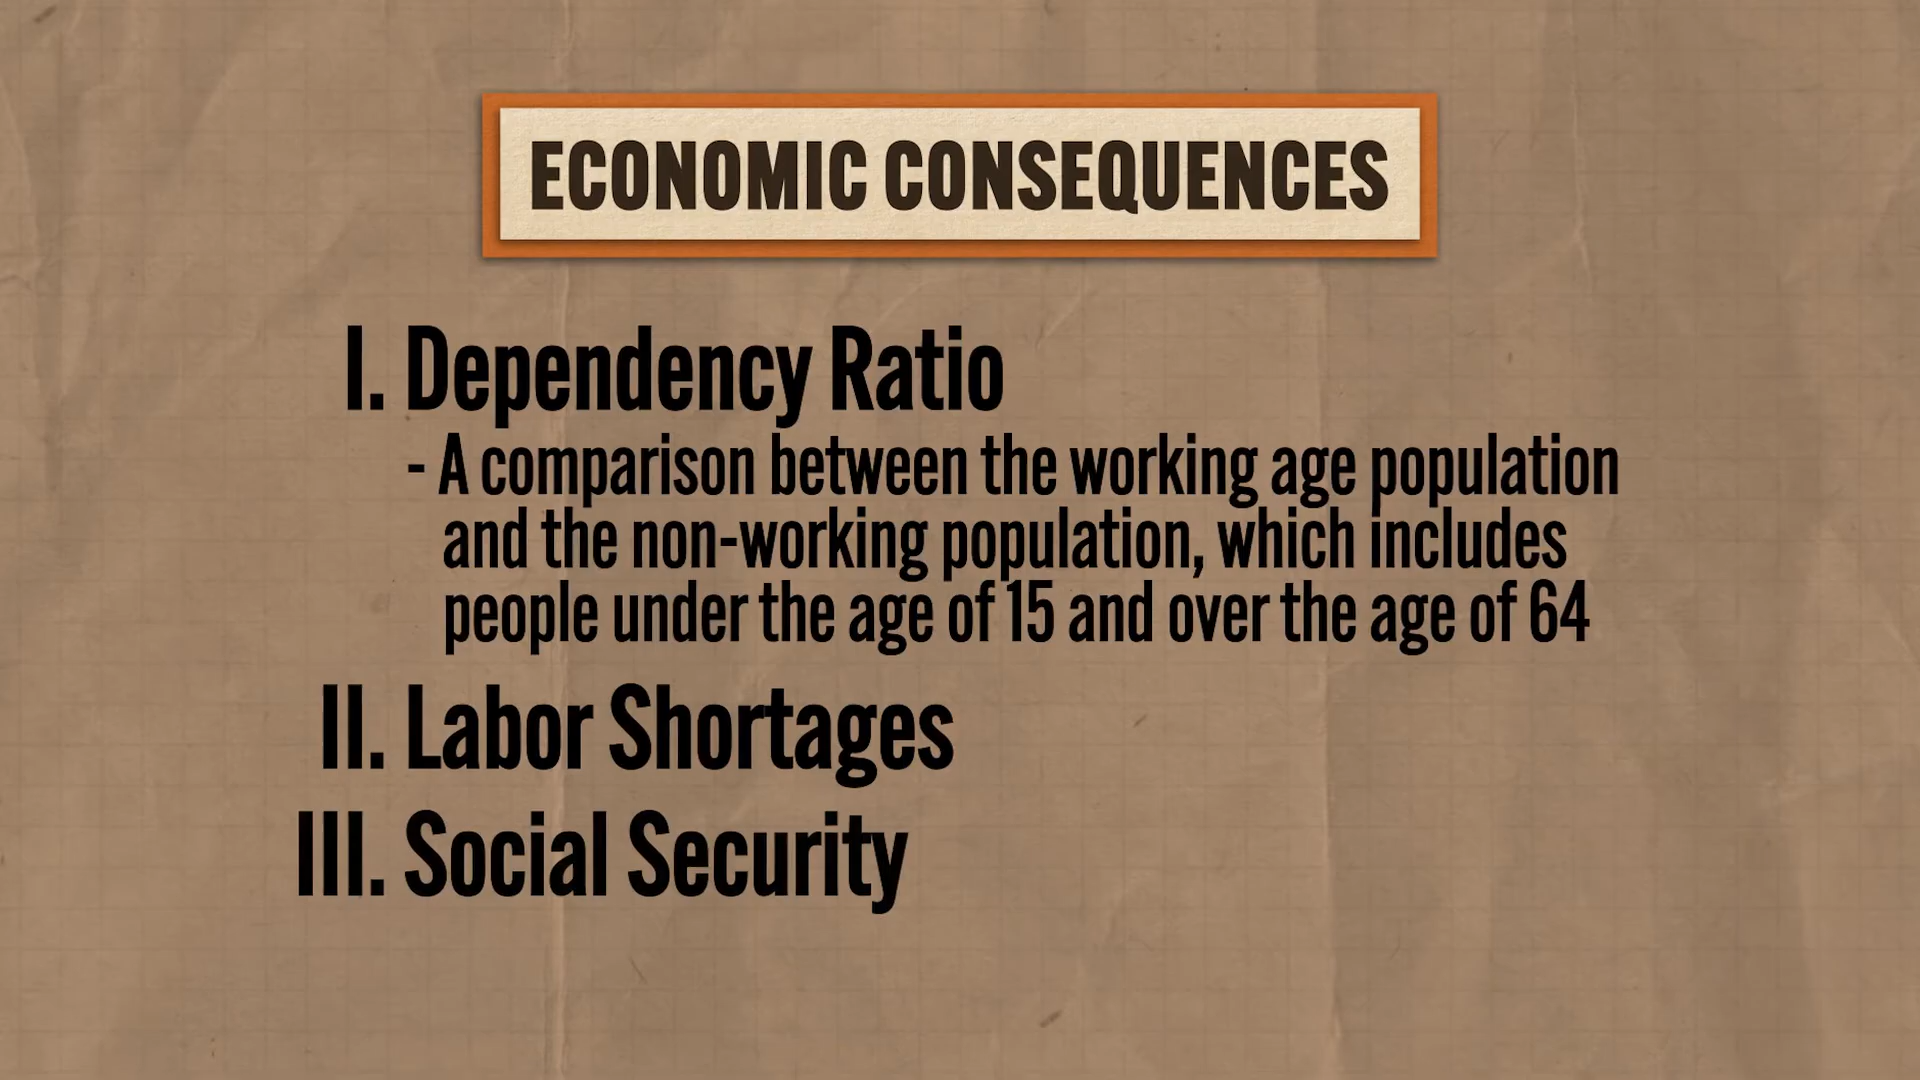 ECONOMIC CONSEQUENCES
I. Dependency Ratio
- A comparison between the working age population
and the non-working population, which includes
people under the age of 15 and over the age of 64
II. Labor Shortages
III. Social Security